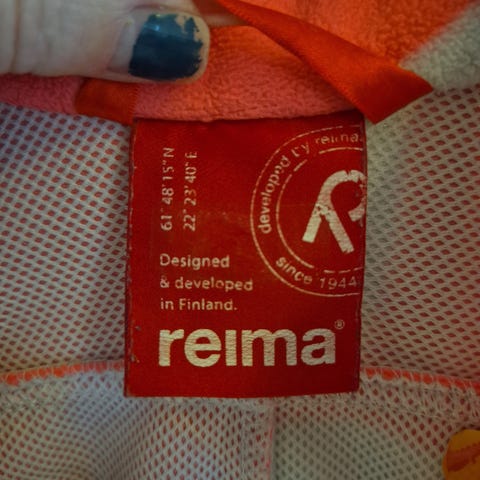 61°48'15"N
22°23'40"E
developed by reima
since 1944
Designed
& developed
in Finland.
reima®